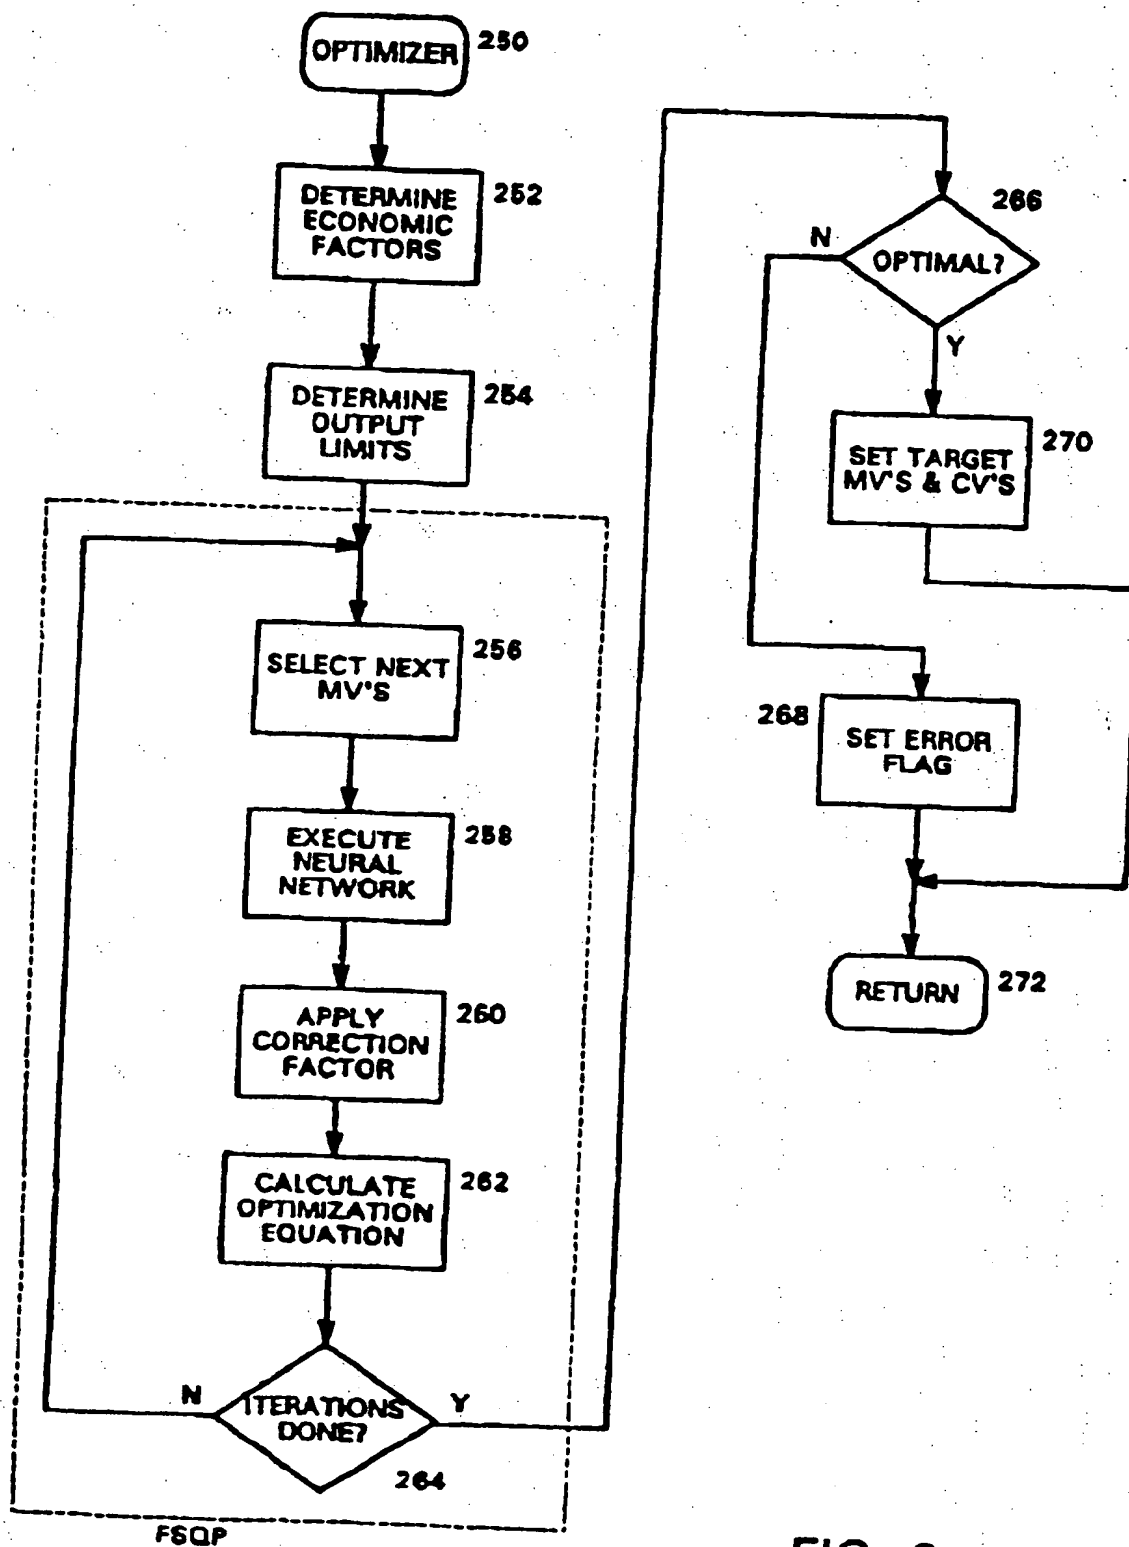 OPTIMIZER
250
DETERMINE
ECONOMIC
FACTORS
252
DETERMINE
OUTPUT
LIMITS
254
SELECT NEXT
MV'S
256
EXECUTE
NEURAL
NETWORK
258
APPLY
CORRECTION
FACTOR
260
CALCULATE
OPTIMIZATION
EQUATION
262
N
ITERATIONS
DONE?
Y
264
FSQP
266
N
OPTIMAL?
Y
SET TARGET
MV'S & CV'S
270
268
SET ERROR
FLAG
RETURN
272